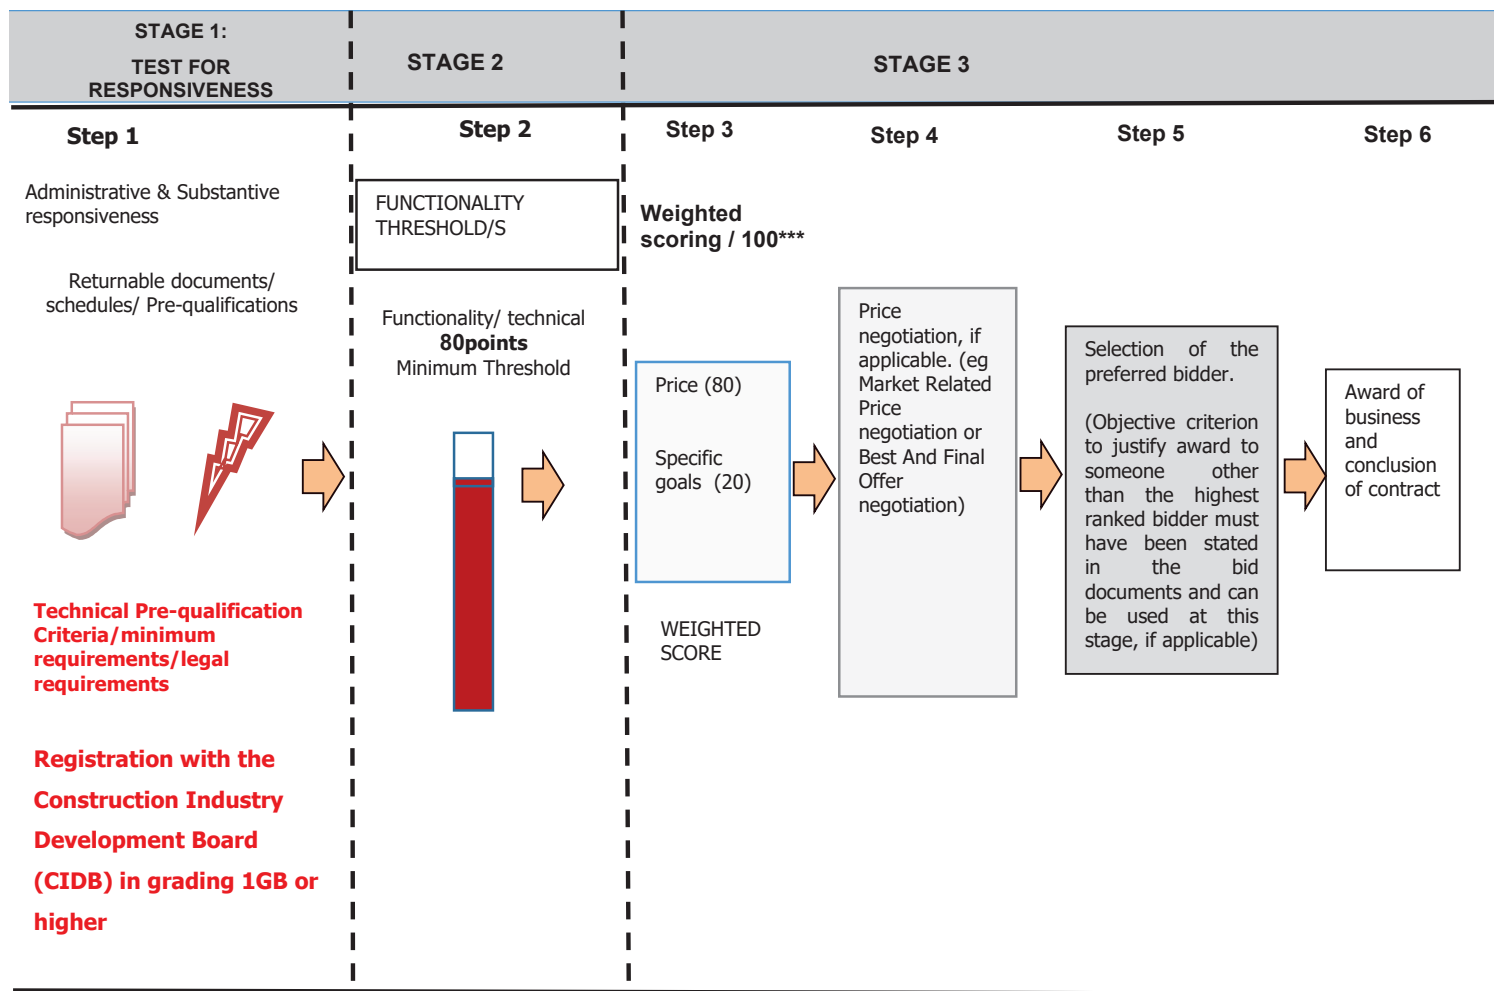 STAGE 1:
TEST FOR
RESPONSIVENESS
STAGE 2
STAGE 3
Step 1
Step 2
Step 3
Step 4
Step 5
Step 6
Administrative & Substantive
responsiveness
Returnable documents/
schedules/ Pre-qualifications
Technical Pre-qualification
Criteria/minimum
requirements/legal
requirements
Registration with the
Construction Industry
Development Board
(CIDB) in grading 1GB or
higher
FUNCTIONALITY
THRESHOLD/S
Functionality/ technical
80points
Minimum Threshold
Weighted
scoring / 100***
Price (80)
Specific
goals (20)
WEIGHTED
SCORE
Price
negotiation, if
applicable. (eg
Market Related
Price
negotiation or
Best And Final
Offer
negotiation)
Selection of the
preferred bidder.
(Objective criterion
to justify award to
someone other
than the highest
ranked bidder must
have been stated
in the bid
documents and can
be used at this
stage, if applicable)
Award of
business
and
conclusion
of contract